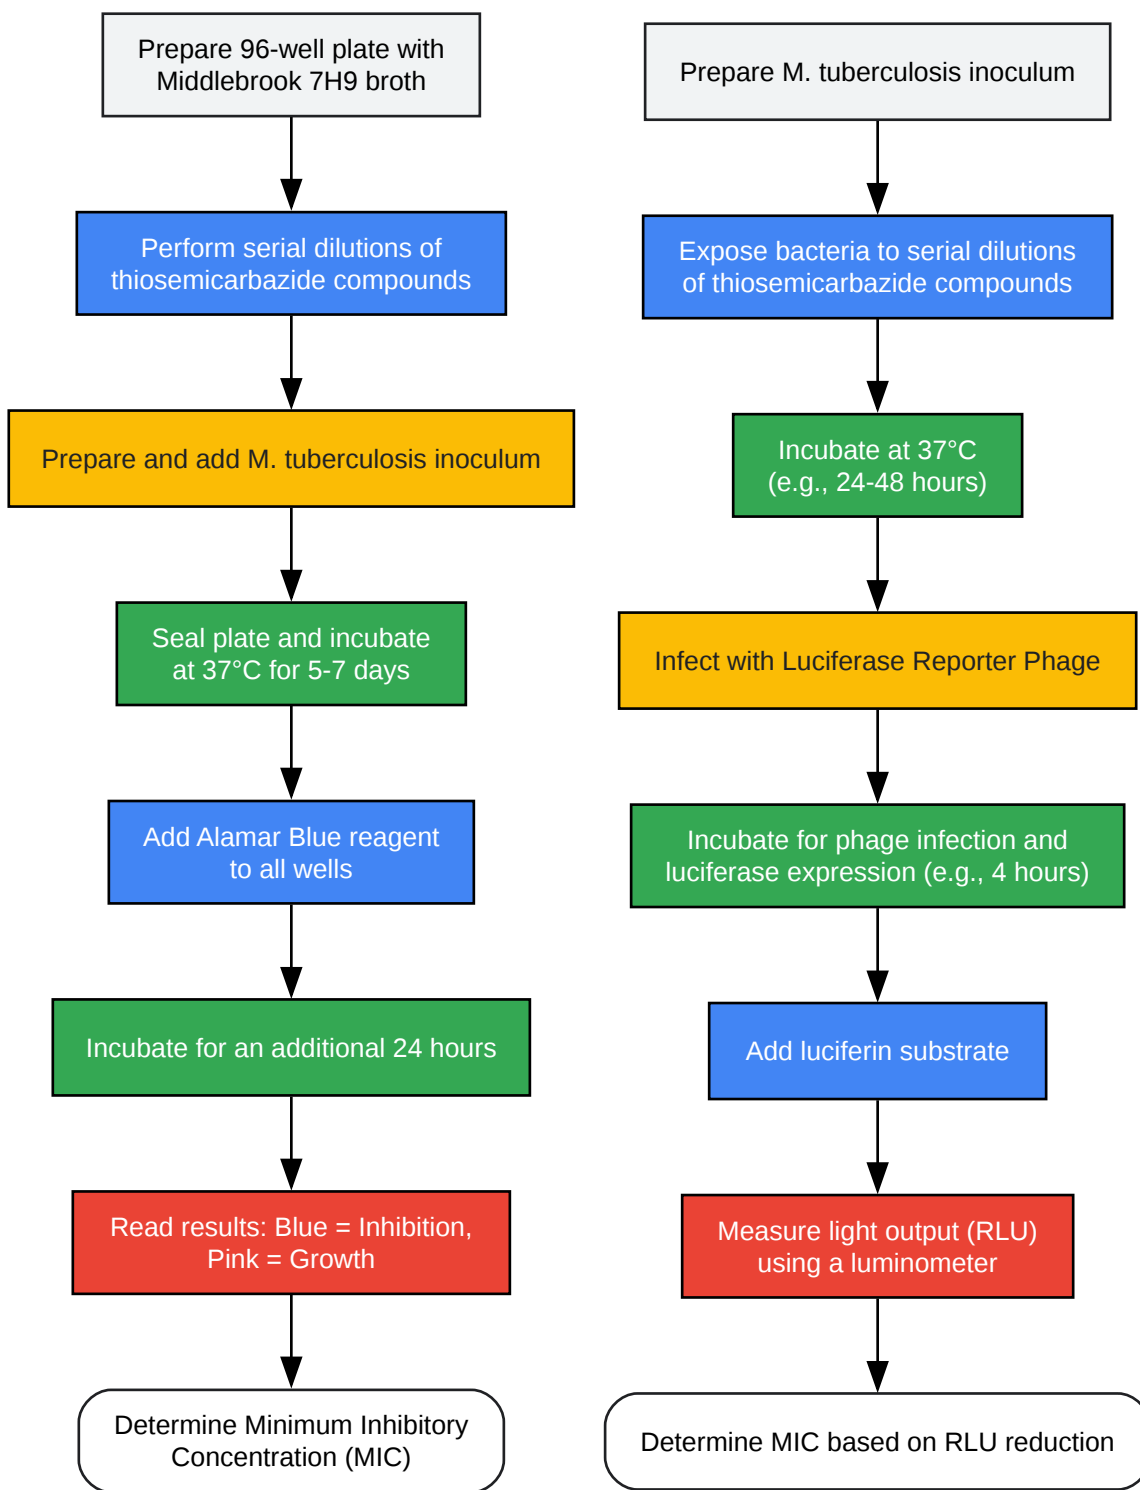 Prepare 96-well plate with
Middlebrook 7H9 broth
Perform serial dilutions of
thiosemicarbazide compounds
Prepare and add M. tuberculosis inoculum
Seal plate and incubate
at 37°C for 5-7 days
Add Alamar Blue reagent
to all wells
Incubate for an additional 24 hours
Read results: Blue = Inhibition,
Pink = Growth
Determine Minimum Inhibitory
Concentration (MIC)
Prepare M. tuberculosis inoculum
Expose bacteria to serial dilutions
of thiosemicarbazide compounds
Incubate at 37°C
(e.g., 24-48 hours)
Infect with Luciferase Reporter Phage
Incubate for phage infection and
luciferase expression (e.g., 4 hours)
Add luciferin substrate
Measure light output (RLU)
using a luminometer
Determine MIC based on RLU reduction